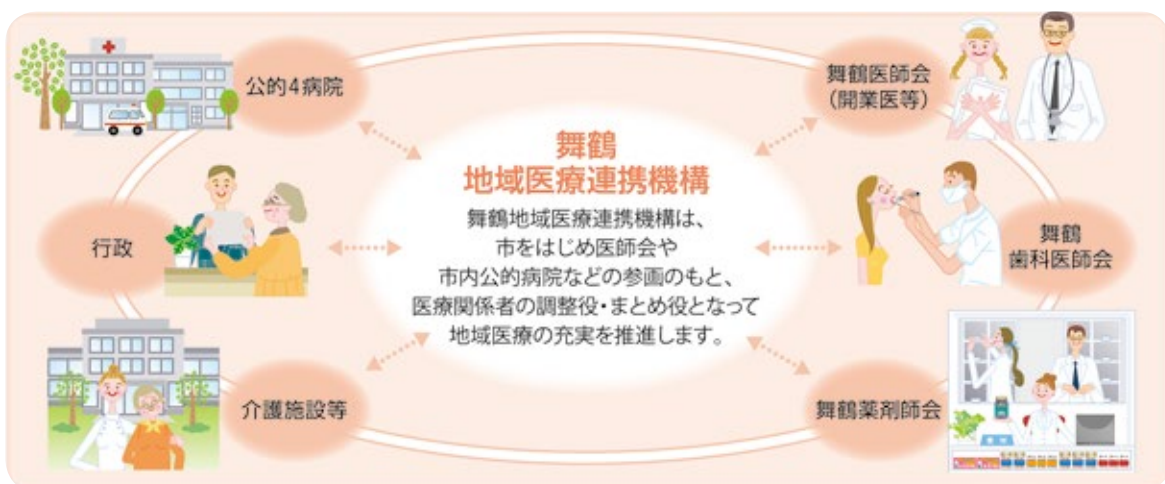 公的4病院
舞鶴医師会
（開業医等）
舞鶴
地域医療連携機構
舞鶴地域医療連携機構は、
市をはじめ医師会や
市内公的病院などの参画のもと、
医療関係者の調整役・まとめ役となって
地域医療の充実を推進します。
行政
舞鶴
歯科医師会
介護施設等
舞鶴薬剤師会